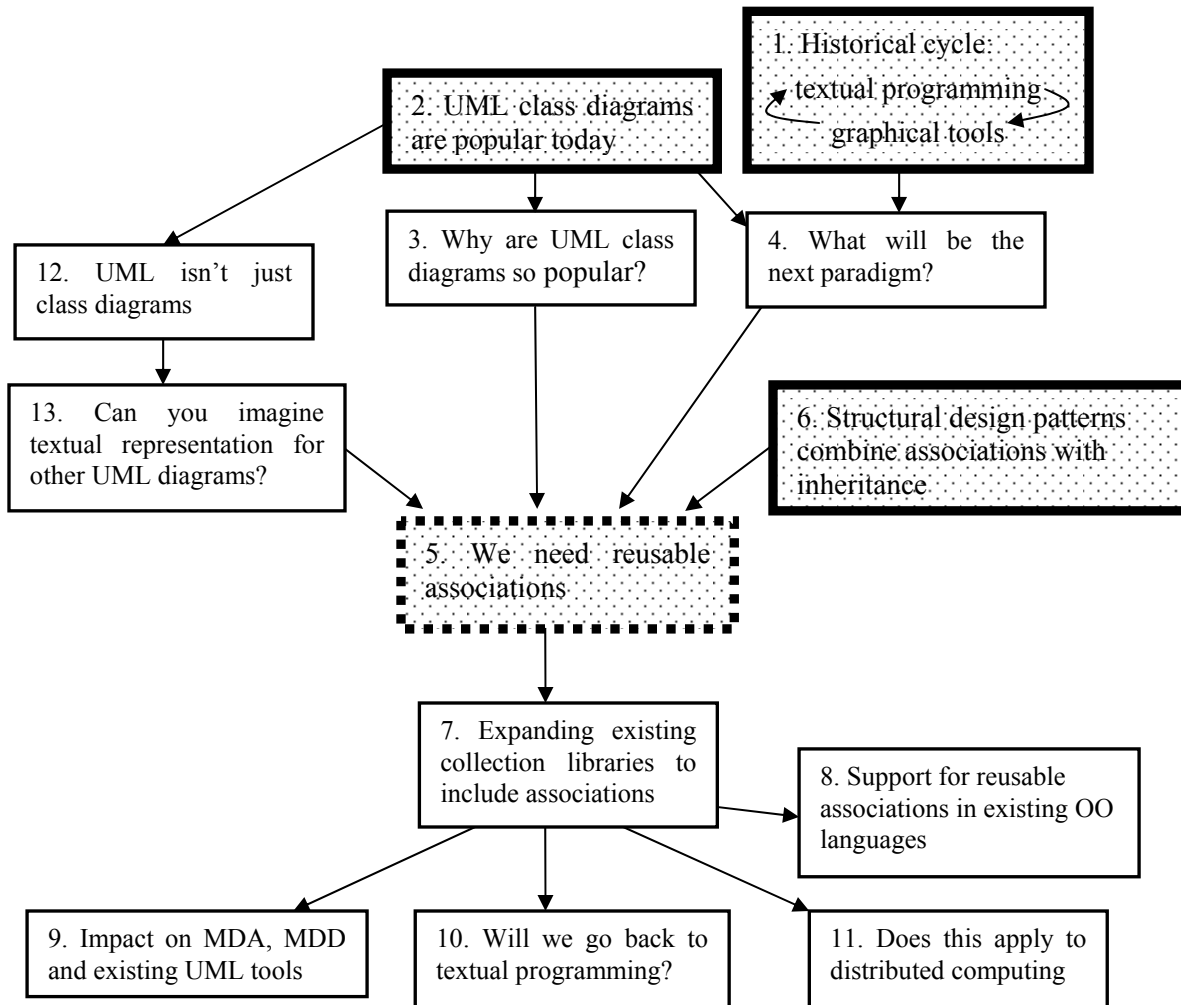 1. Historical cycle:
textual programming
graphical tools
2. UML class diagrams
are popular today
3. Why are UML class
diagrams so popular?
4. What will be the
next paradigm?
12. UML isn't just
class diagrams
13. Can you imagine
textual representation for
other UML diagrams?
6. Structural design patterns
combine associations with
inheritance
5. We need reusable
associations
7. Expanding existing
collection libraries to
include associations
8. Support for reusable
associations in existing OO
languages
9. Impact on MDA, MDD
and existing UML tools
10. Will we go back to
textual programming?
11. Does this apply to
distributed computing